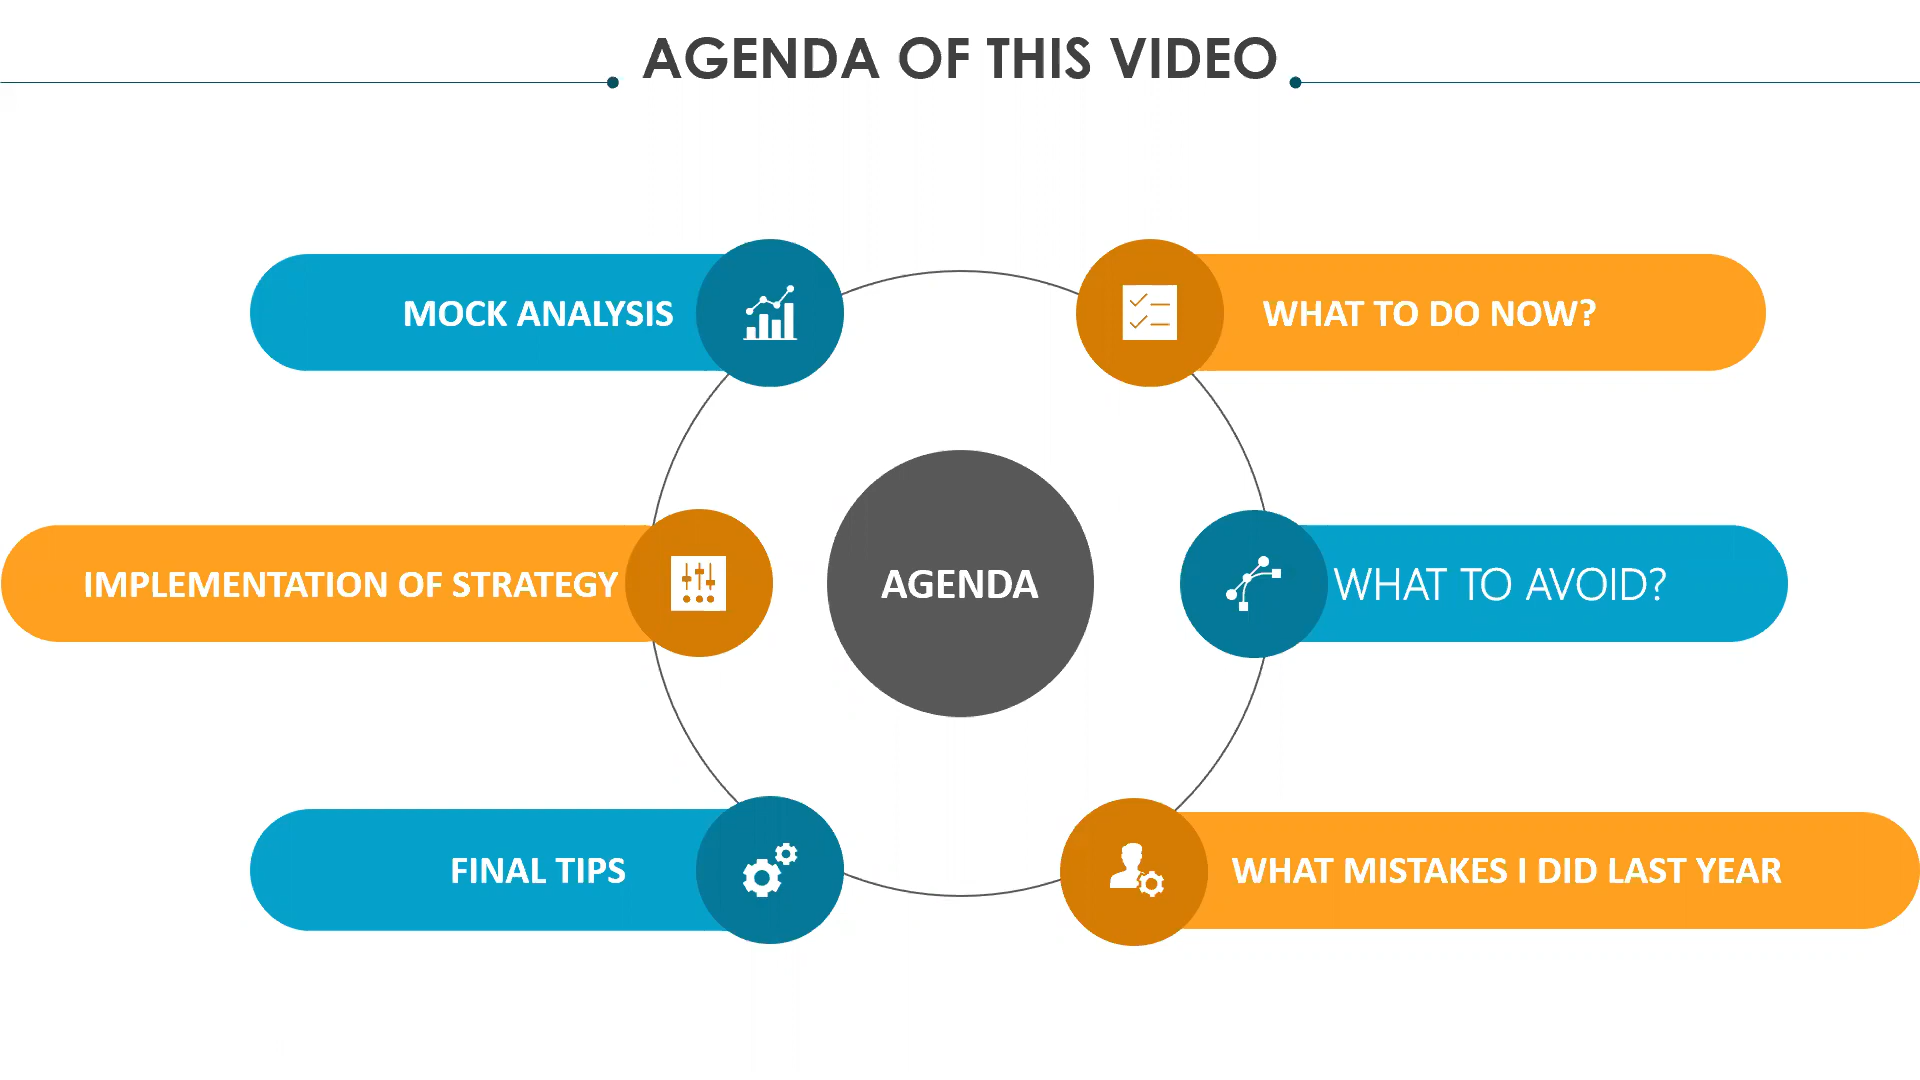 AGENDA OF THIS VIDEO
MOCK ANALYSIS
WHAT TO DO NOW?
IMPLEMENTATION OF STRATEGY
AGENDA
WHAT TO AVOID?
FINAL TIPS
WHAT MISTAKES I DID LAST YEAR